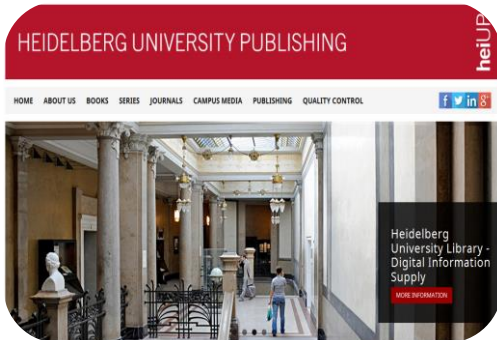 HEIDELBERG UNIVERSITY PUBLISHING
heiUP
HOME ABOUT US BOOKS SERIES JOURNALS CAMPUS MEDIA PUBLISHING QUALITY CONTROL
f in g+
Heidelberg
University Library -
Digital Information
Supply
MORE INFORMATION